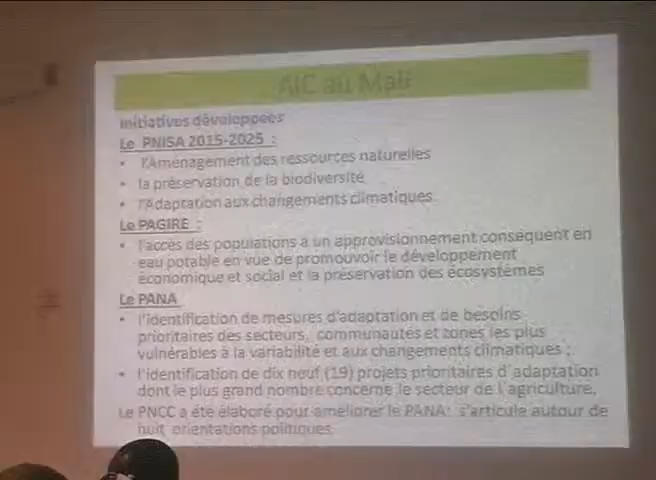 AIC au Mali
Initiatives développées
Le PNISA 2015-2025 :
• l'Aménagement des ressources naturelles
• la préservation de la biodiversité
• l'Adaptation aux changements climatiques
Le PAGIRE :
• l'accès des populations à un approvisionnement conséquent en
eau potable en vue de promouvoir le développement
économique et social et la préservation des écosystèmes
Le PANA
• l'identification de mesures d'adaptation et de besoins
prioritaires des secteurs, communautés et zones les plus
vulnérables à la variabilité et aux changements climatiques ;
• l'identification de dix neuf (19) projets prioritaires d'adaptation
dont le plus grand nombre concerne le secteur de l'agriculture.
Le PNCC a été élaboré pour améliorer le PANA: s'articule autour de
huit orientations politiques